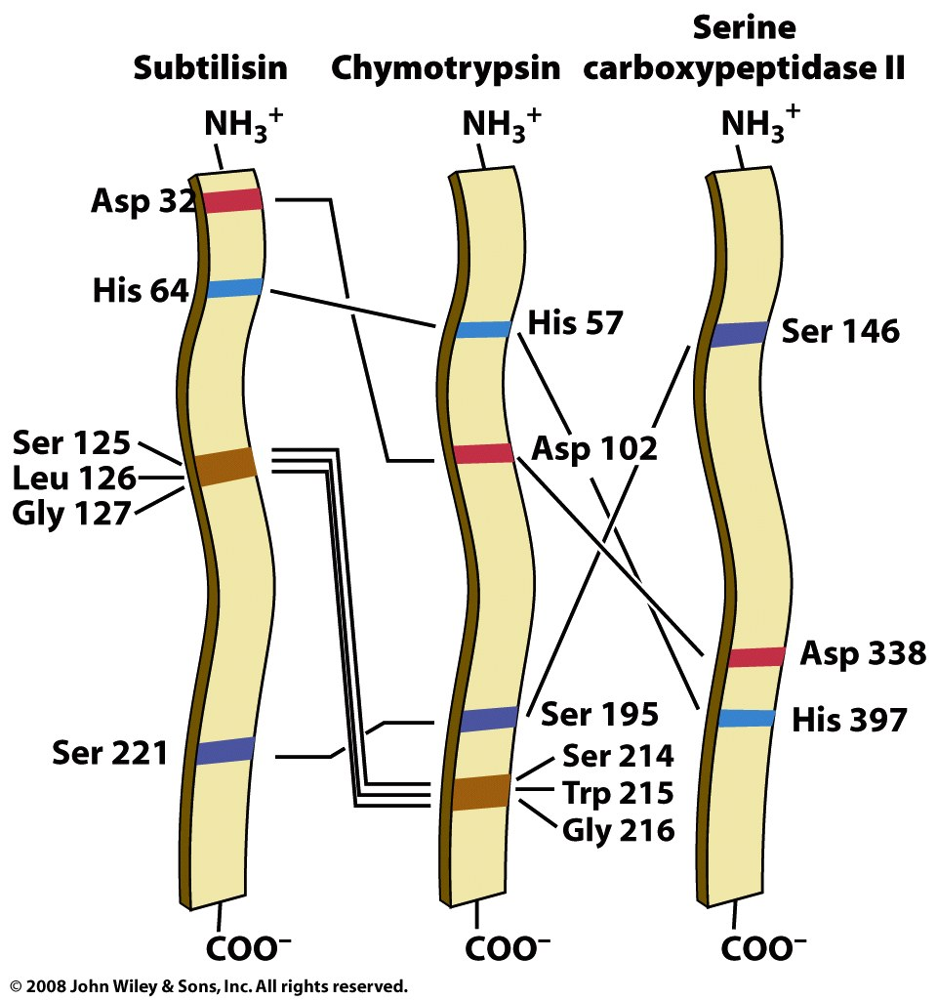 Subtilisin
Chymotrypsin
Serine
carboxypeptidase II
NH₃⁺
NH₃⁺
NH₃⁺
Asp 32
His 64
Ser 125
Leu 126
Gly 127
Ser 221
COO⁻
His 57
Asp 102
Ser 195
Ser 214
Trp 215
Gly 216
COO⁻
Ser 146
Asp 338
His 397
COO⁻
© 2008 John Wiley & Sons, Inc. All rights reserved.